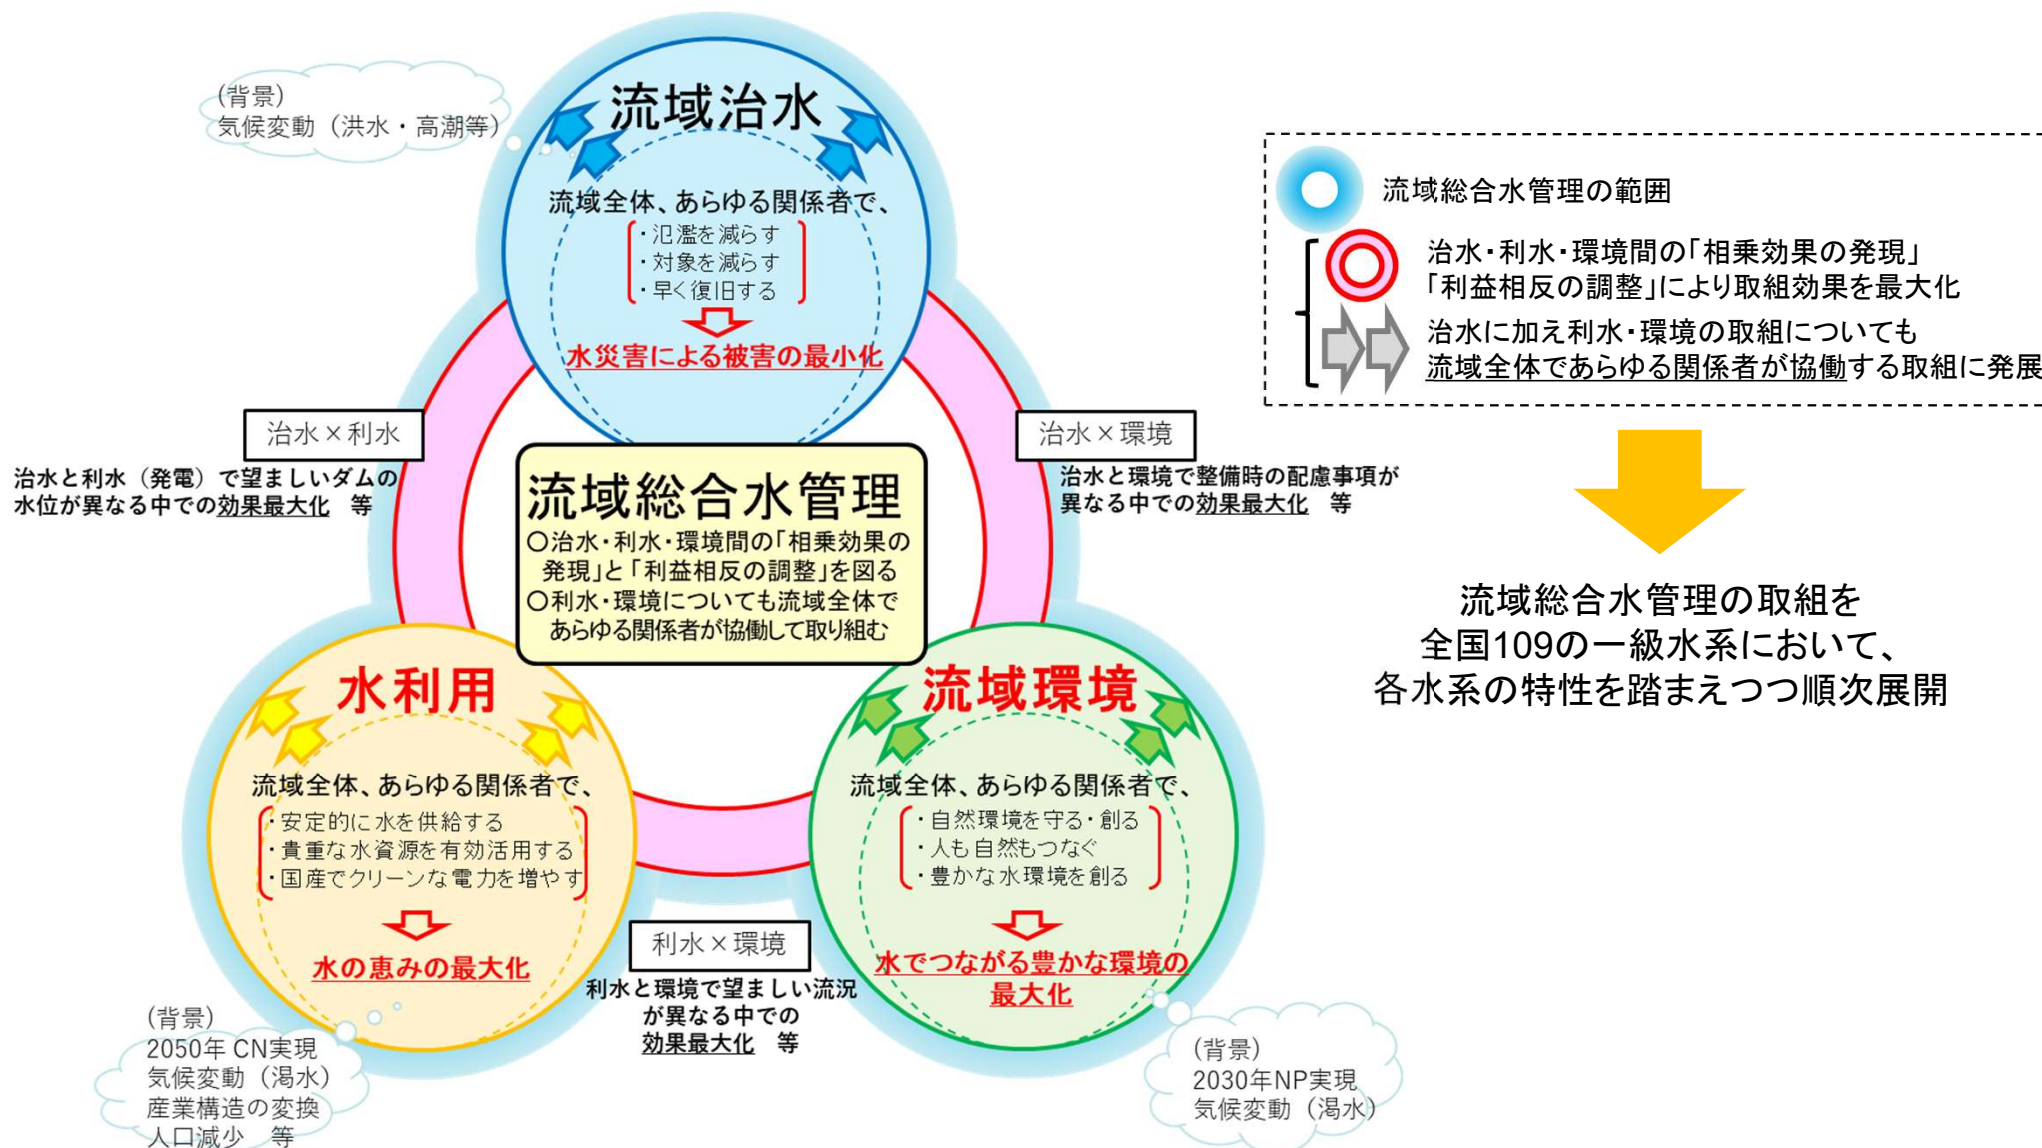 (背景)
気候変動（洪水・高潮等）
流域治水
流域全体、あらゆる関係者で、
・氾濫を減らす
・対象を減らす
・早く復旧する
水災害による被害の最小化
治水×利水
治水と利水（発電）で望ましいダムの
水位が異なる中での効果最大化　等
治水×環境
治水と環境で整備時の配慮事項が
異なる中での効果最大化　等
流域総合水管理
○治水・利水・環境間の「相乗効果の
発現」と「利益相反の調整」を図る
○利水・環境についても流域全体で
あらゆる関係者が協働して取り組む
水利用
流域全体、あらゆる関係者で、
・安定的に水を供給する
・貴重な水資源を有効活用する
・国産でクリーンな電力を増やす
水の恵みの最大化
(背景)
2050年 CN実現
気候変動（渇水）
産業構造の変換
人口減少　等
利水×環境
利水と環境で望ましい流況
が異なる中での
効果最大化　等
流域環境
流域全体、あらゆる関係者で、
・自然環境を守る・創る
・人も自然もつなぐ
・豊かな水環境を創る
水でつながる豊かな環境の
最大化
(背景)
2030年NP実現
気候変動（渇水）
流域総合水管理の範囲
治水・利水・環境間の「相乗効果の発現」
「利益相反の調整」により取組効果を最大化
治水に加え利水・環境の取組についても
流域全体であらゆる関係者が協働する取組に発展
流域総合水管理の取組を
全国109の一級水系において、
各水系の特性を踏まえつつ順次展開